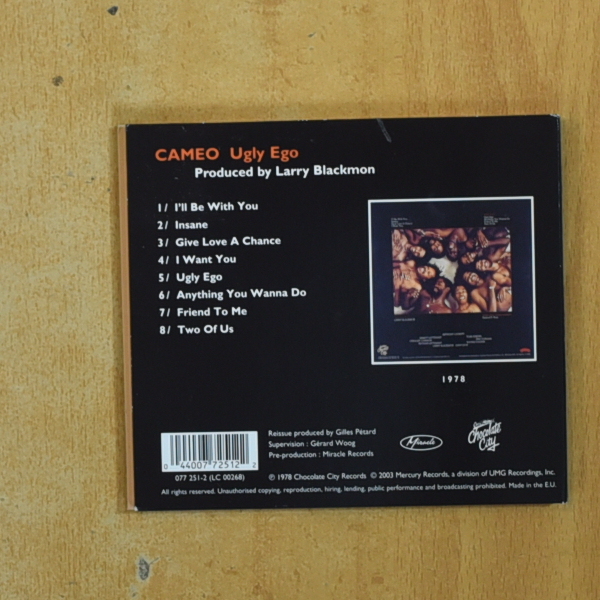 CAMEO Ugly Ego
Produced by Larry Blackmon
1/ I'll Be With You
2/ Insane
3/ Give Love A Chance
4/ I Want You
5/ Ugly Ego
6/ Anything You Wanna Do
7/ Friend To Me
8/ Two Of Us
1978
Reissue produced by Gilles Pétard
Supervision : Gérard Woog
Pre-production : Miracle Records
Miracle
Chocolate City
0 44007 72512 2
077 251-2 (LC 00268)
℗ 1978 Chocolate City Records © 2003 Mercury Records, a division of UMG Recordings, Inc.
All rights reserved. Unauthorised copying, reproduction, hiring, lending, public performance and broadcasting prohibited. Made in the E.U.